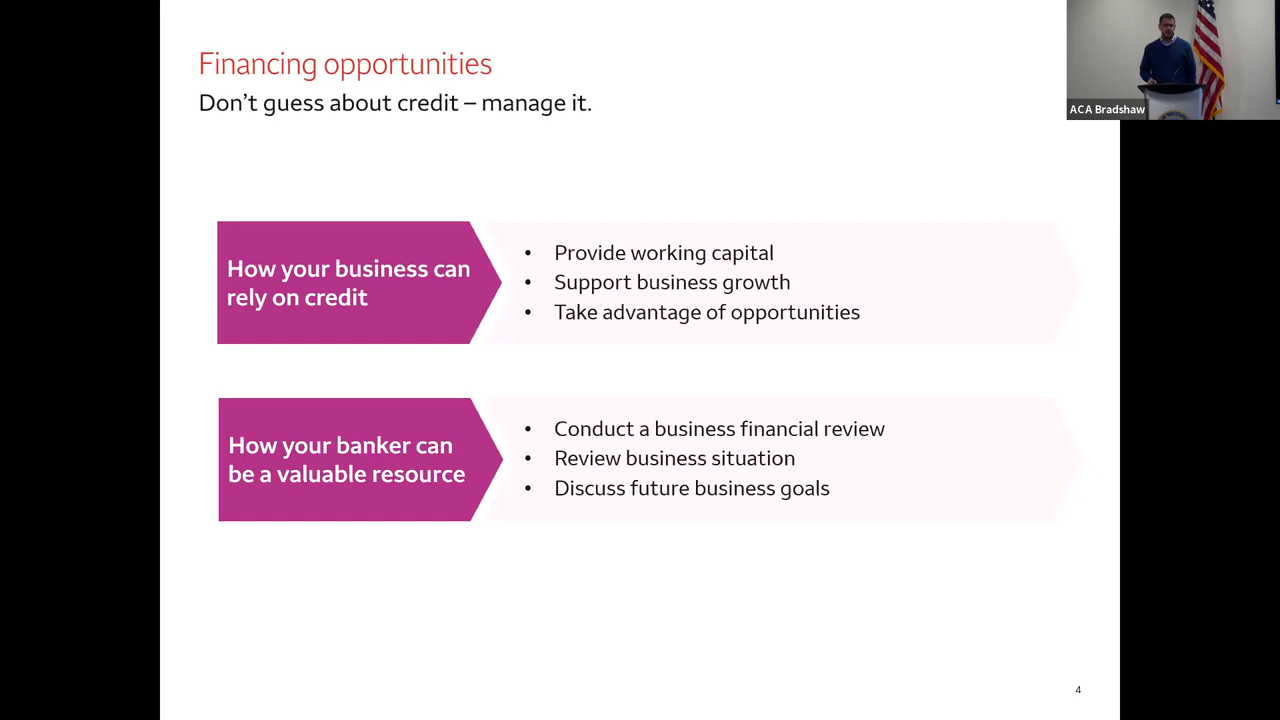 Financing opportunities
Don't guess about credit – manage it.
ACA Bradshaw
How your business can
rely on credit
• Provide working capital
• Support business growth
• Take advantage of opportunities
How your banker can
be a valuable resource
• Conduct a business financial review
• Review business situation
• Discuss future business goals
4